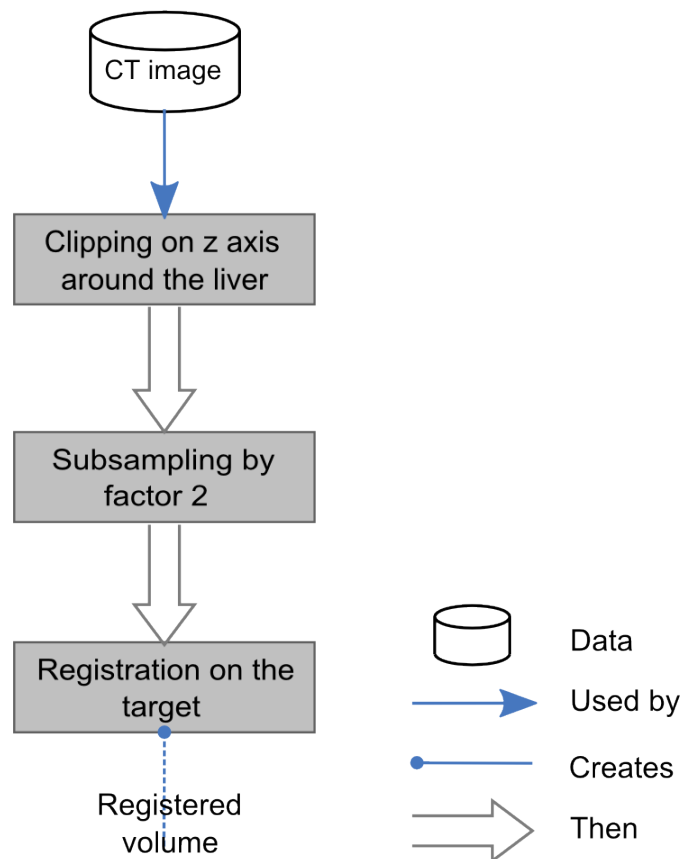 CT image
Clipping on z axis
around the liver
Subsampling by
factor 2
Registration on the
target
Registered
volume
Data
Used by
Creates
Then